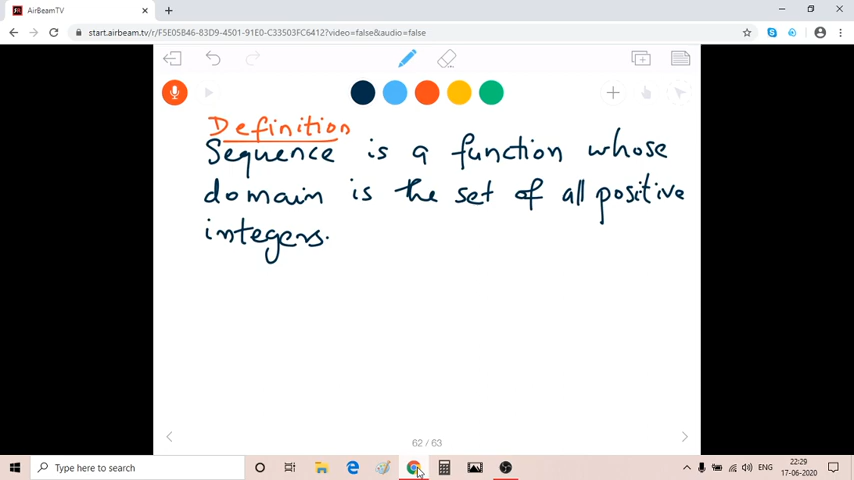 AirBeamTV
start.airbeam.tv/r/F5E05B46-83D9-4501-91E0-C33503FC6412?video=false&audio=false
Definition
Sequence is a function whose
domain is the set of all positive
integers.
62 / 63
Type here to search
ENG
22:29
17-06-2020